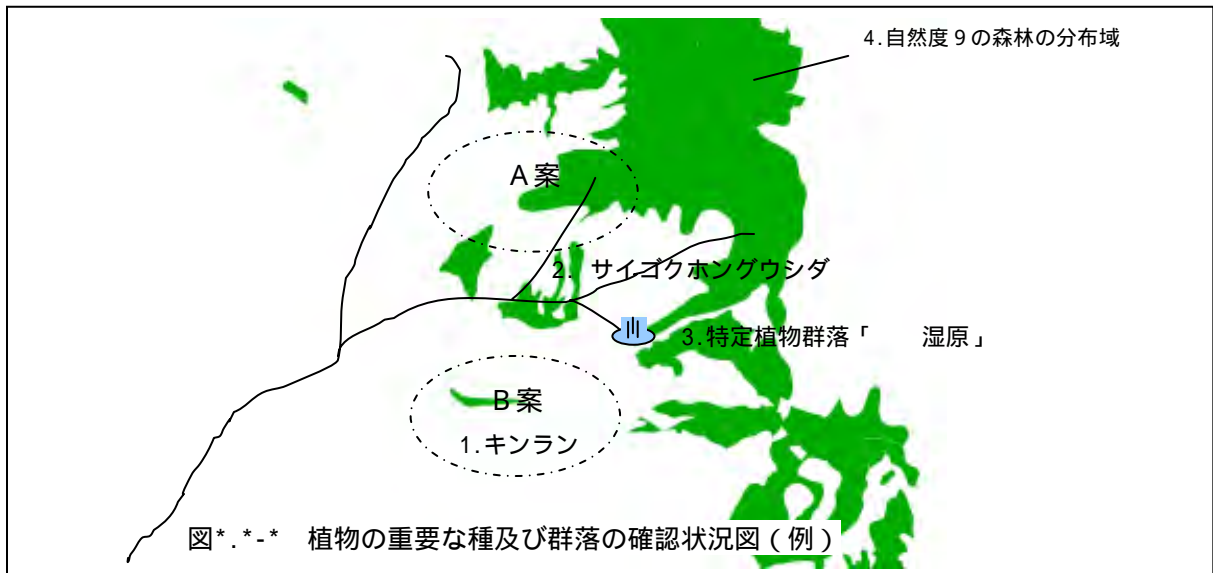 4.自然度９の森林の分布域
Ａ案
2. サイゴクホングウシダ
3.特定植物群落「　　湿原」
Ｂ案
1.キンラン
図*.*-*　植物の重要な種及び群落の確認状況図（例）